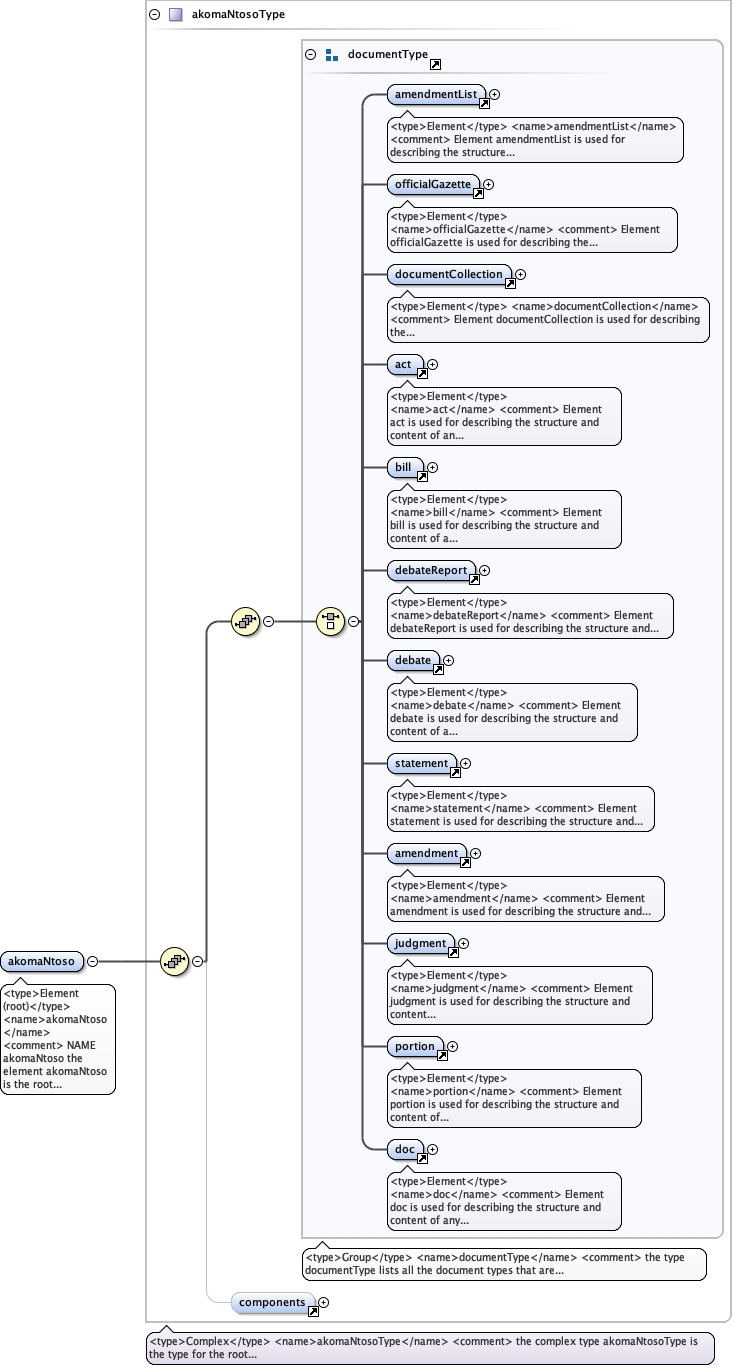 akomaNtosoType
documentType
amendmentList
<type>Element</type> <name>amendmentList</name>
<comment> Element amendmentList is used for
describing the structure...
officialGazette
<type>Element</type>
<name>officialGazette</name> <comment> Element
officialGazette is used for describing the...
documentCollection
<type>Element</type> <name>documentCollection</name>
<comment> Element documentCollection is used for describing
the...
act
<type>Element</type>
<name>act</name> <comment> Element
act is used for describing the structure and
content of an...
bill
<type>Element</type>
<name>bill</name> <comment> Element
bill is used for describing the structure and
content of a...
debateReport
<type>Element</type>
<name>debateReport</name> <comment> Element
debateReport is used for describing the structure and...
debate
<type>Element</type>
<name>debate</name> <comment> Element
debate is used for describing the structure and
content of a...
statement
<type>Element</type>
<name>statement</name> <comment> Element
statement is used for describing the structure and...
amendment
<type>Element</type>
<name>amendment</name> <comment> Element
amendment is used for describing the structure and...
judgment
<type>Element</type>
<name>judgment</name> <comment> Element
judgment is used for describing the structure and
content...
akomaNtoso
<type>Element
(root)</type>
<name>akomaNtoso
</name>
<comment> NAME
akomaNtoso the
element akomaNtoso
is the root...
portion
<type>Element</type>
<name>portion</name> <comment> Element
portion is used for describing the structure and
content of...
doc
<type>Element</type>
<name>doc</name> <comment> Element
doc is used for describing the structure and
content of any...
<type>Group</type> <name>documentType</name> <comment> the type
documentType lists all the document types that are...
components
<type>Complex</type> <name>akomaNtosoType</name> <comment> the complex type akomaNtosoType is
the type for the root...